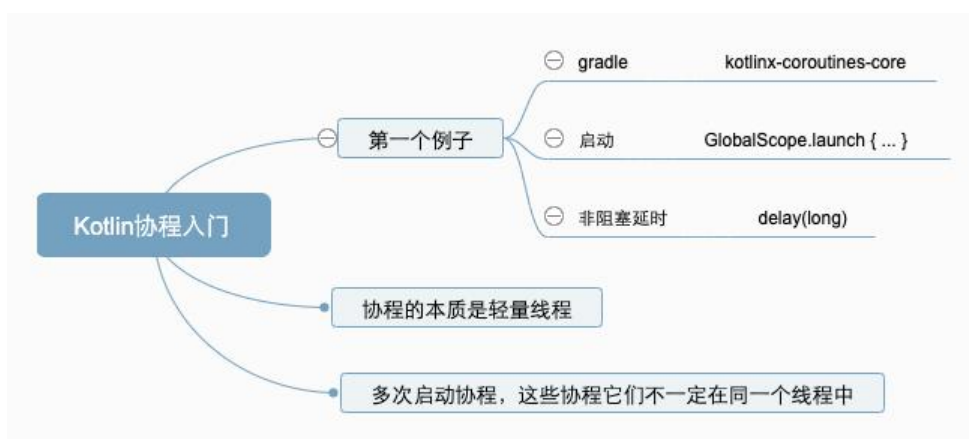 gradle kotlinx-coroutines-core
第一个例子
启动 GlobalScope.launch { ... }
非阻塞延时 delay(long)
Kotlin协程入门
协程的本质是轻量线程
多次启动协程，这些协程它们不一定在同一个线程中